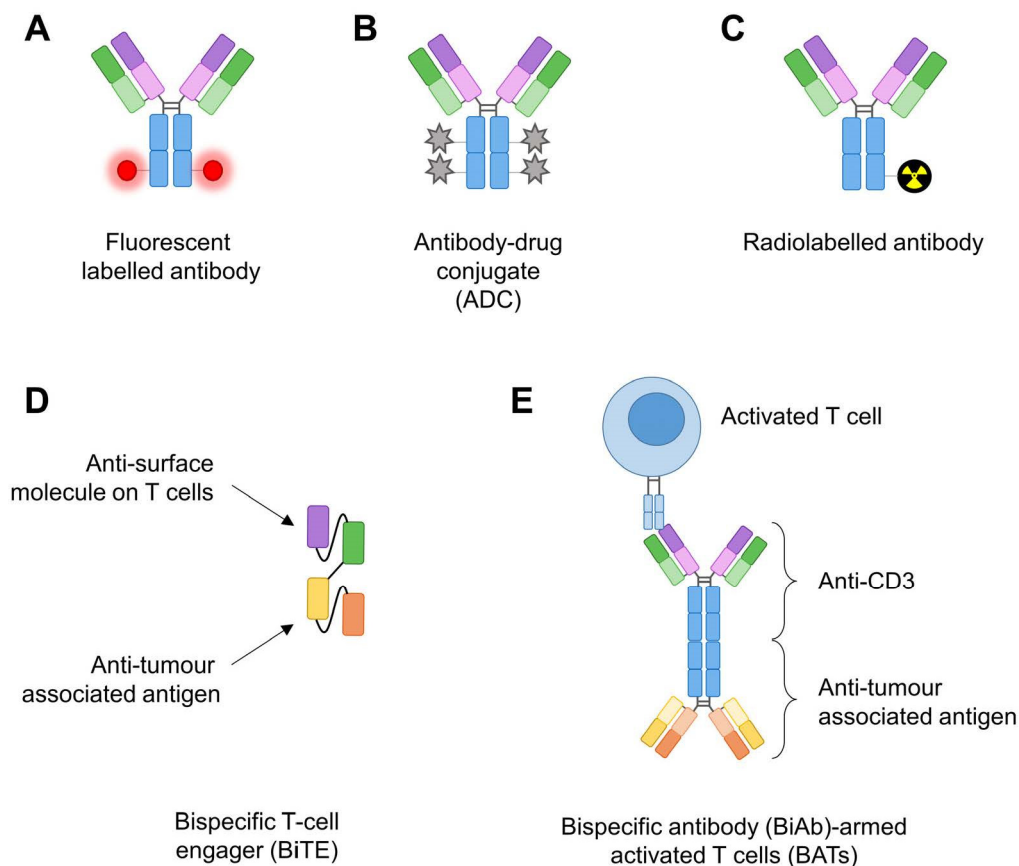 A
B
C
Fluorescent
labelled antibody
Antibody-drug
conjugate
(ADC)
Radiolabelled antibody
D
Anti-surface
molecule on T cells
Anti-tumour
associated antigen
Bispecific T-cell
engager (BiTE)
E
Activated T cell
Anti-CD3
Anti-tumour
associated antigen
Bispecific antibody (BiAb)-armed
activated T cells (BATs)